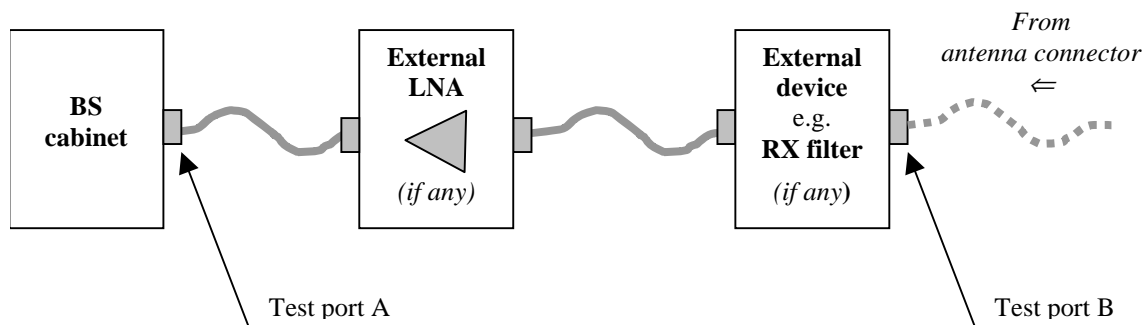 BS
cabinet
External
LNA
(if any)
External
device
e.g.
RX filter
(if any)
From
antenna connector
⇐
Test port A
Test port B